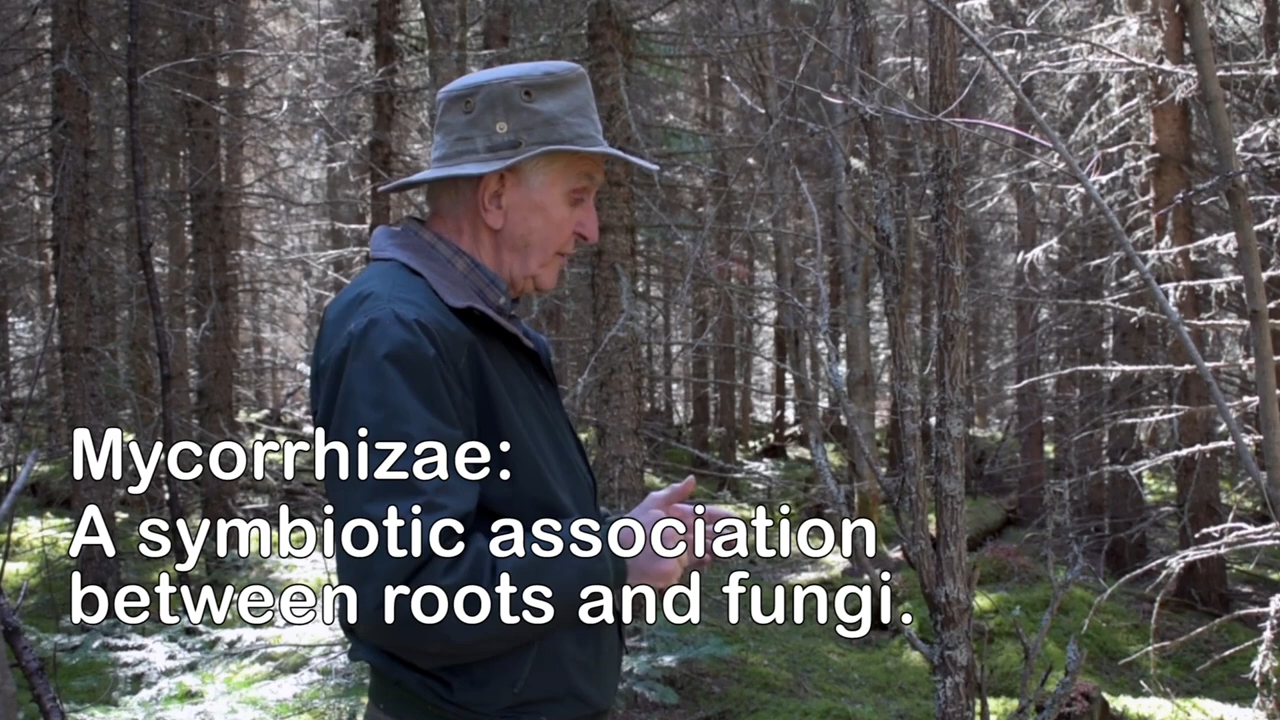 Mycorrhizae:
A symbiotic association
between roots and fungi.